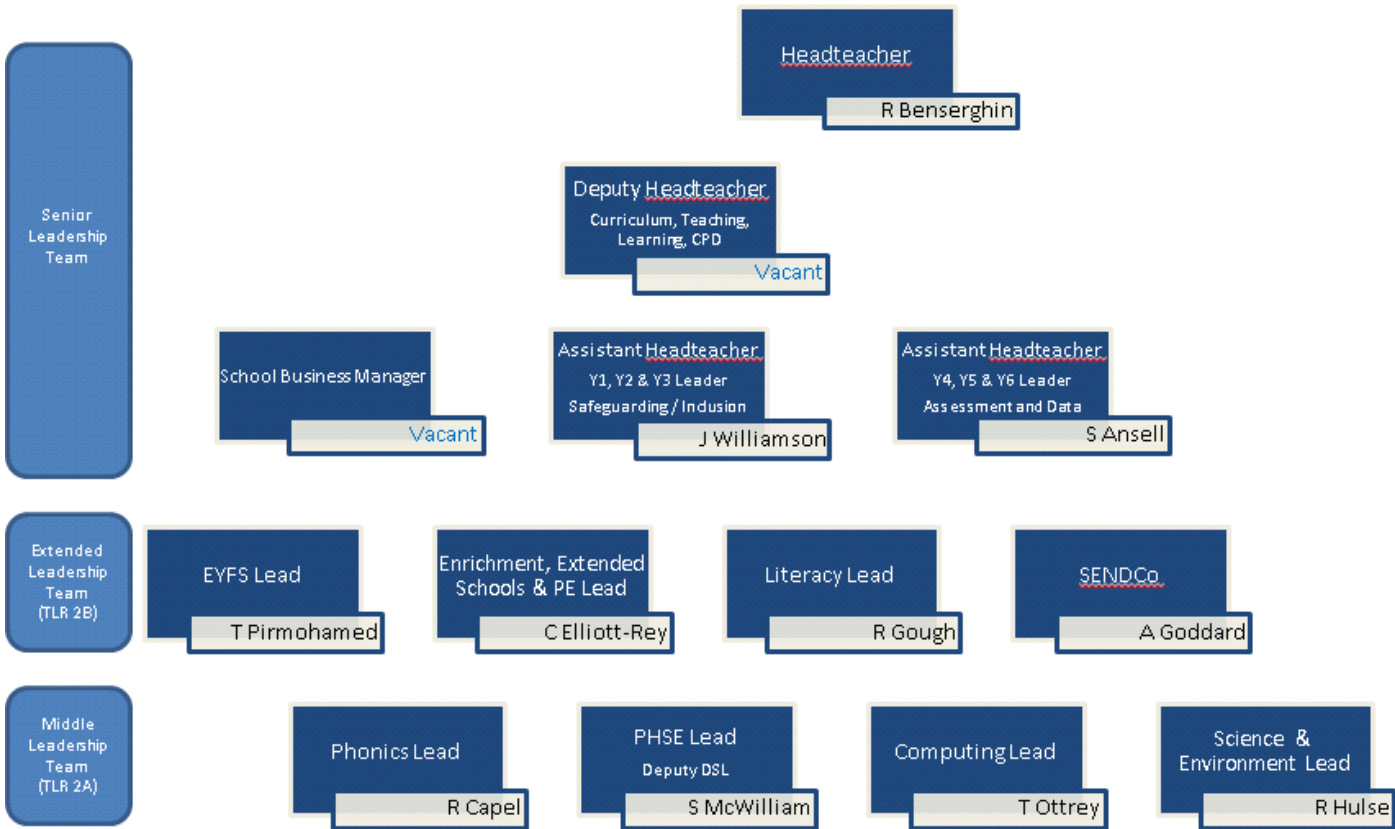 Headteacher
R Benserghin
Senior
Leadership
Team
Deputy Headteacher
Curriculum, Teaching,
Learning, CPD
Vacant
School Business Manager
Vacant
Assistant Headteacher
Y1, Y2 & Y3 Leader
Safeguarding / Inclusion
J Williamson
Assistant Headteacher
Y4, Y5 & Y6 Leader
Assessment and Data
S Ansell
Extended
Leadership
Team
(TLR 2B)
EYFS Lead
T Pirmohamed
Enrichment, Extended
Schools & PE Lead
C Elliott-Rey
Literacy Lead
R Gough
SENDCo
A Goddard
Middle
Leadership
Team
(TLR 2A)
Phonics Lead
R Capel
PHSE Lead
Deputy DSL
S McWilliam
Computing Lead
T Ottrey
Science &
Environment Lead
R Hulse